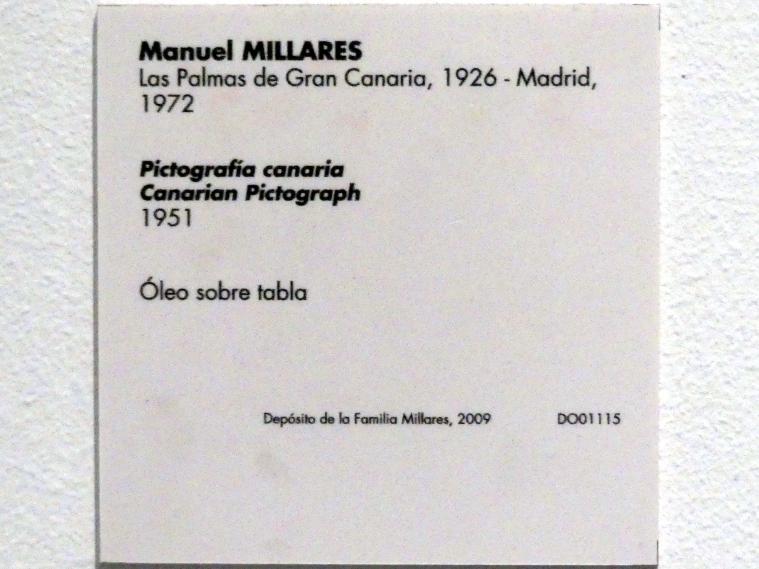 Manuel MILLARES
Las Palmas de Gran Canaria, 1926 - Madrid,
1972
Pictografía canaria
Canarian Pictograph
1951
Óleo sobre tabla
Depósito de la Familia Millares, 2009 DO01115